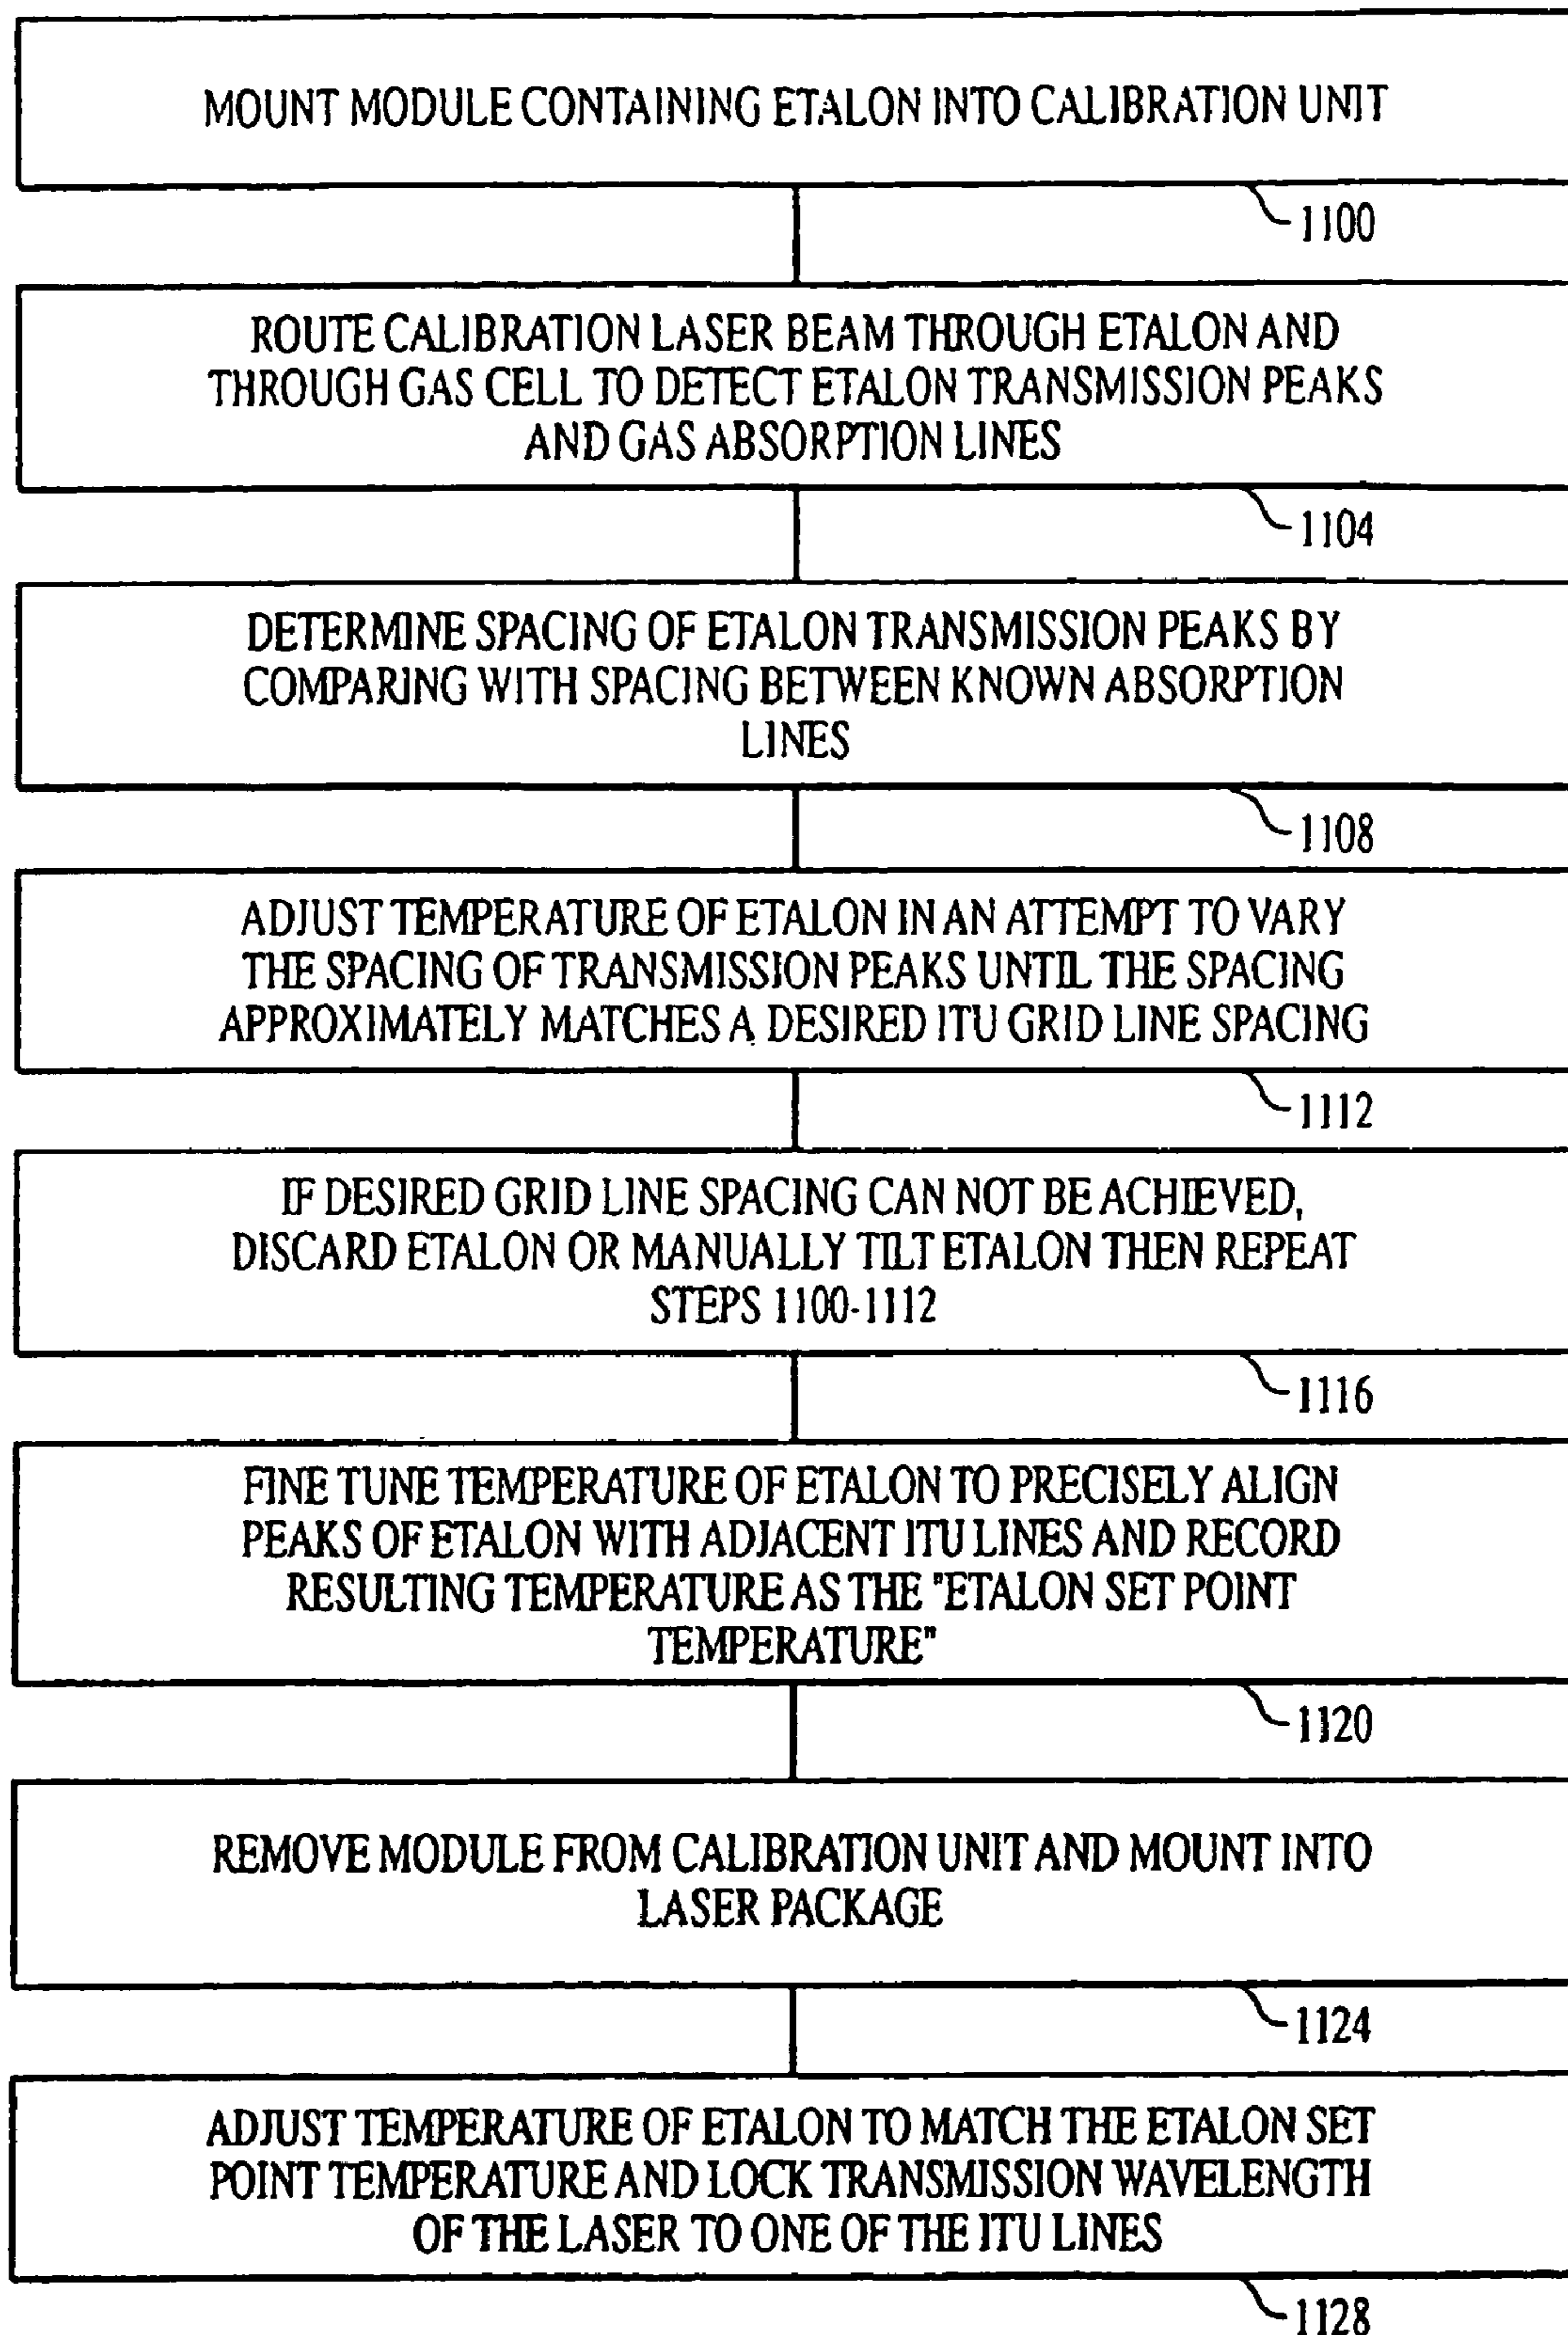 MOUNT MODULE CONTAINING ETALON INTO CALIBRATION UNIT
1100
ROUTE CALIBRATION LASER BEAM THROUGH ETALON AND
THROUGH GAS CELL TO DETECT ETALON TRANSMISSION PEAKS
AND GAS ABSORPTION LINES
1104
DETERMINE SPACING OF ETALON TRANSMISSION PEAKS BY
COMPARING WITH SPACING BETWEEN KNOWN ABSORPTION
LINES
1108
ADJUST TEMPERATURE OF ETALON IN AN ATTEMPT TO VARY
THE SPACING OF TRANSMISSION PEAKS UNTIL THE SPACING
APPROXIMATELY MATCHES A DESIRED ITU GRID LINE SPACING
1112
IF DESIRED GRID LINE SPACING CAN NOT BE ACHIEVED,
DISCARD ETALON OR MANUALLY TILT ETALON THEN REPEAT
STEPS 1100-1112
1116
FINE TUNE TEMPERATURE OF ETALON TO PRECISELY ALIGN
PEAKS OF ETALON WITH ADJACENT ITU LINES AND RECORD
RESULTING TEMPERATURE AS THE "ETALON SET POINT
TEMPERATURE"
1120
REMOVE MODULE FROM CALIBRATION UNIT AND MOUNT INTO
LASER PACKAGE
1124
ADJUST TEMPERATURE OF ETALON TO MATCH THE ETALON SET
POINT TEMPERATURE AND LOCK TRANSMISSION WAVELENGTH
OF THE LASER TO ONE OF THE ITU LINES
1128